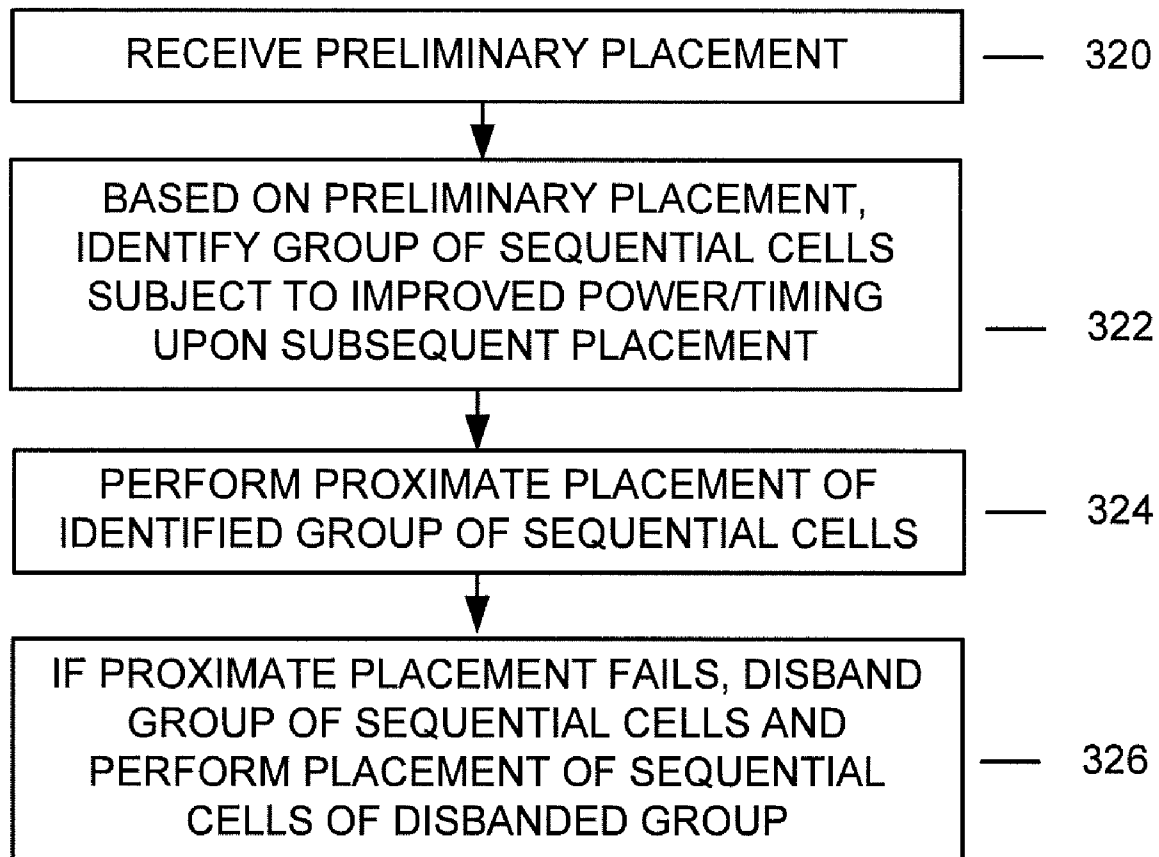 RECEIVE PRELIMINARY PLACEMENT
320
BASED ON PRELIMINARY PLACEMENT,
IDENTIFY GROUP OF SEQUENTIAL CELLS
SUBJECT TO IMPROVED POWER/TIMING
UPON SUBSEQUENT PLACEMENT
322
PERFORM PROXIMATE PLACEMENT OF
IDENTIFIED GROUP OF SEQUENTIAL CELLS
324
IF PROXIMATE PLACEMENT FAILS, DISBAND
GROUP OF SEQUENTIAL CELLS AND
PERFORM PLACEMENT OF SEQUENTIAL
CELLS OF DISBANDED GROUP
326